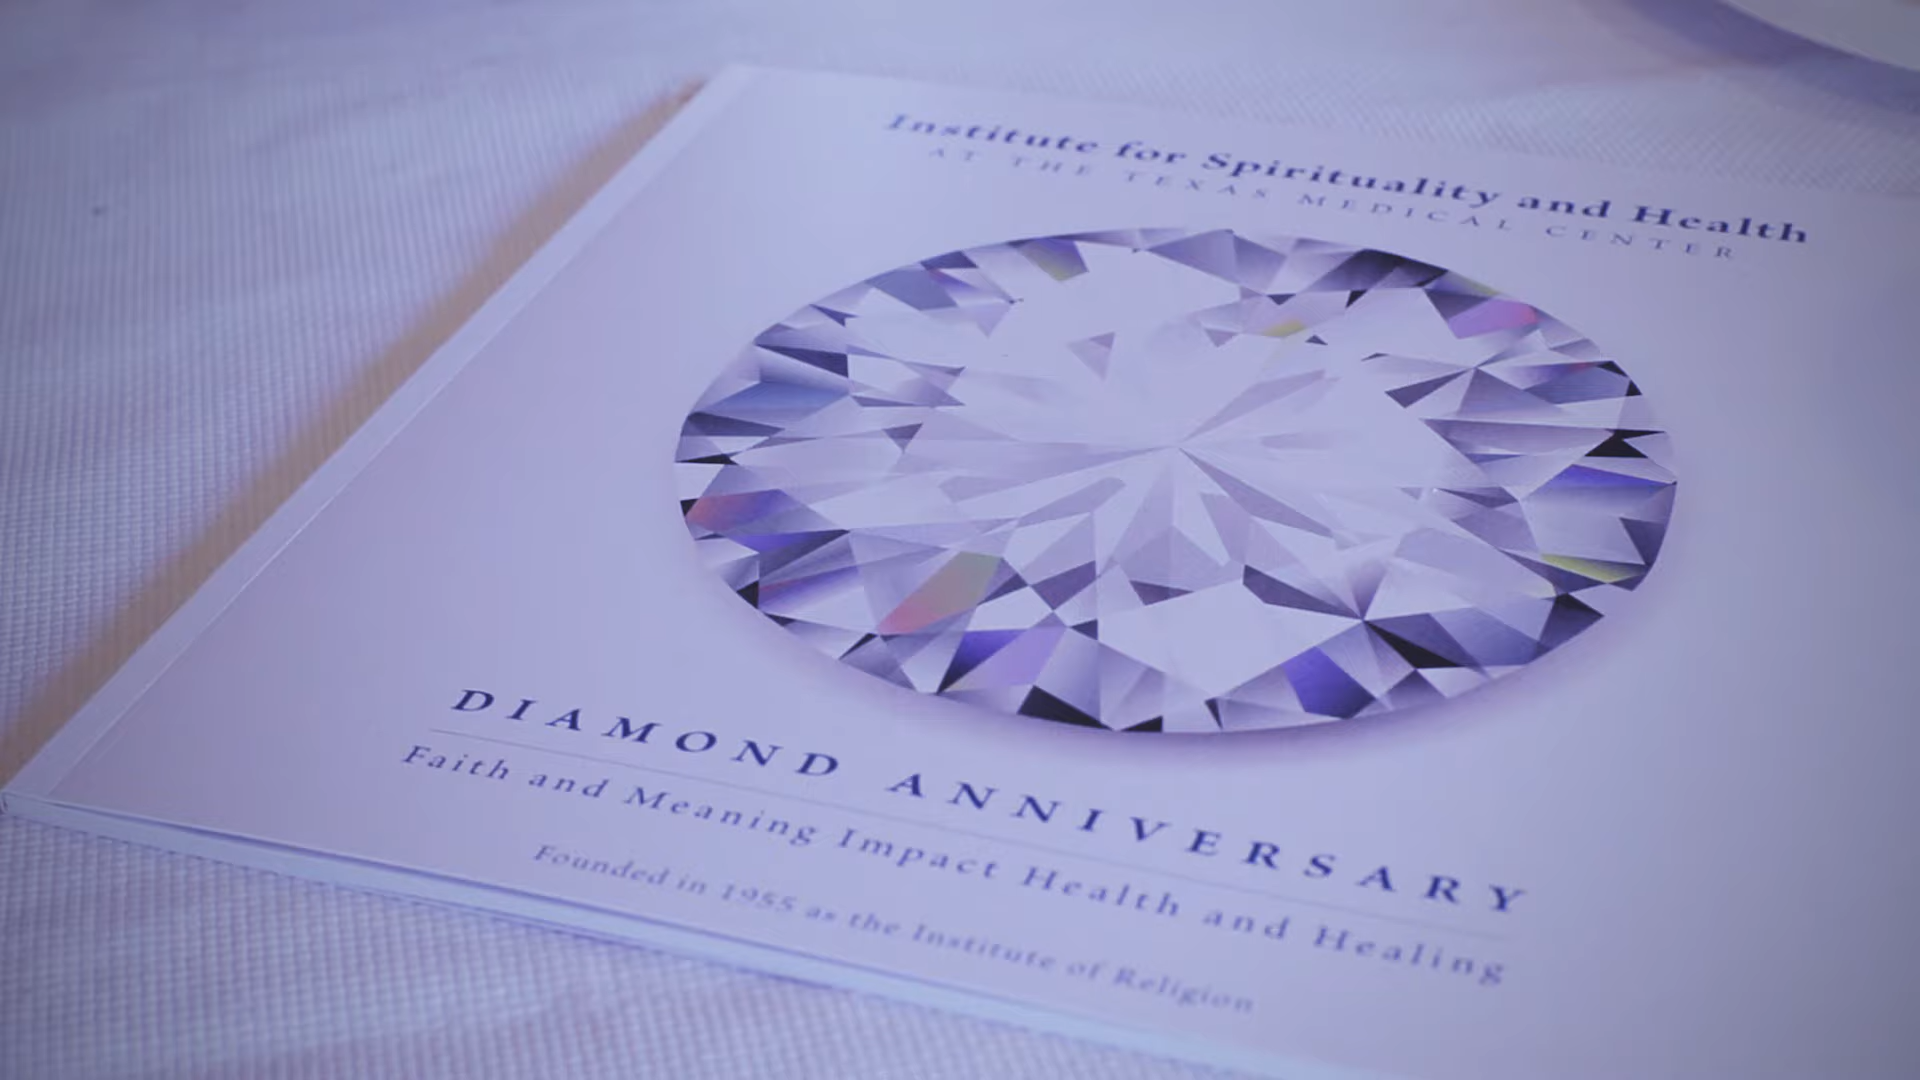 Institute for Spirituality and Health
AT THE TEXAS MEDICAL CENTER
DIAMOND ANNIVERSARY
Faith and Meaning Impact Health and Healing
Founded in 1955 as the Institute of Religion